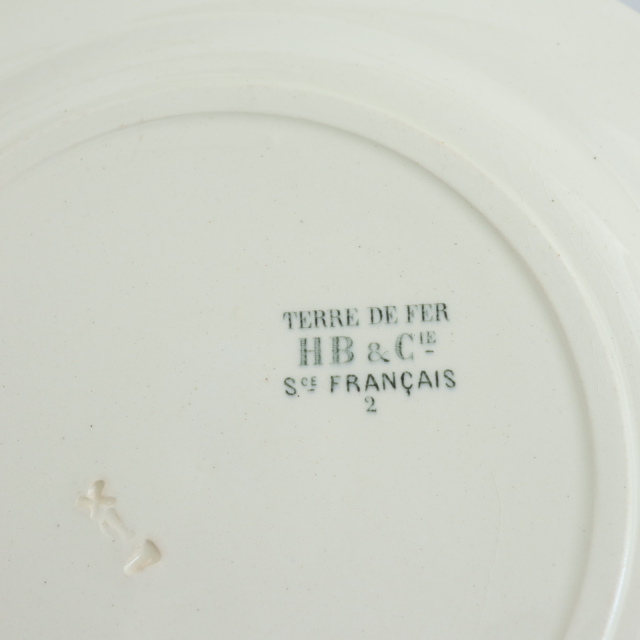 TERRE DE FER
HB & CIE
SCE FRANÇAIS
2